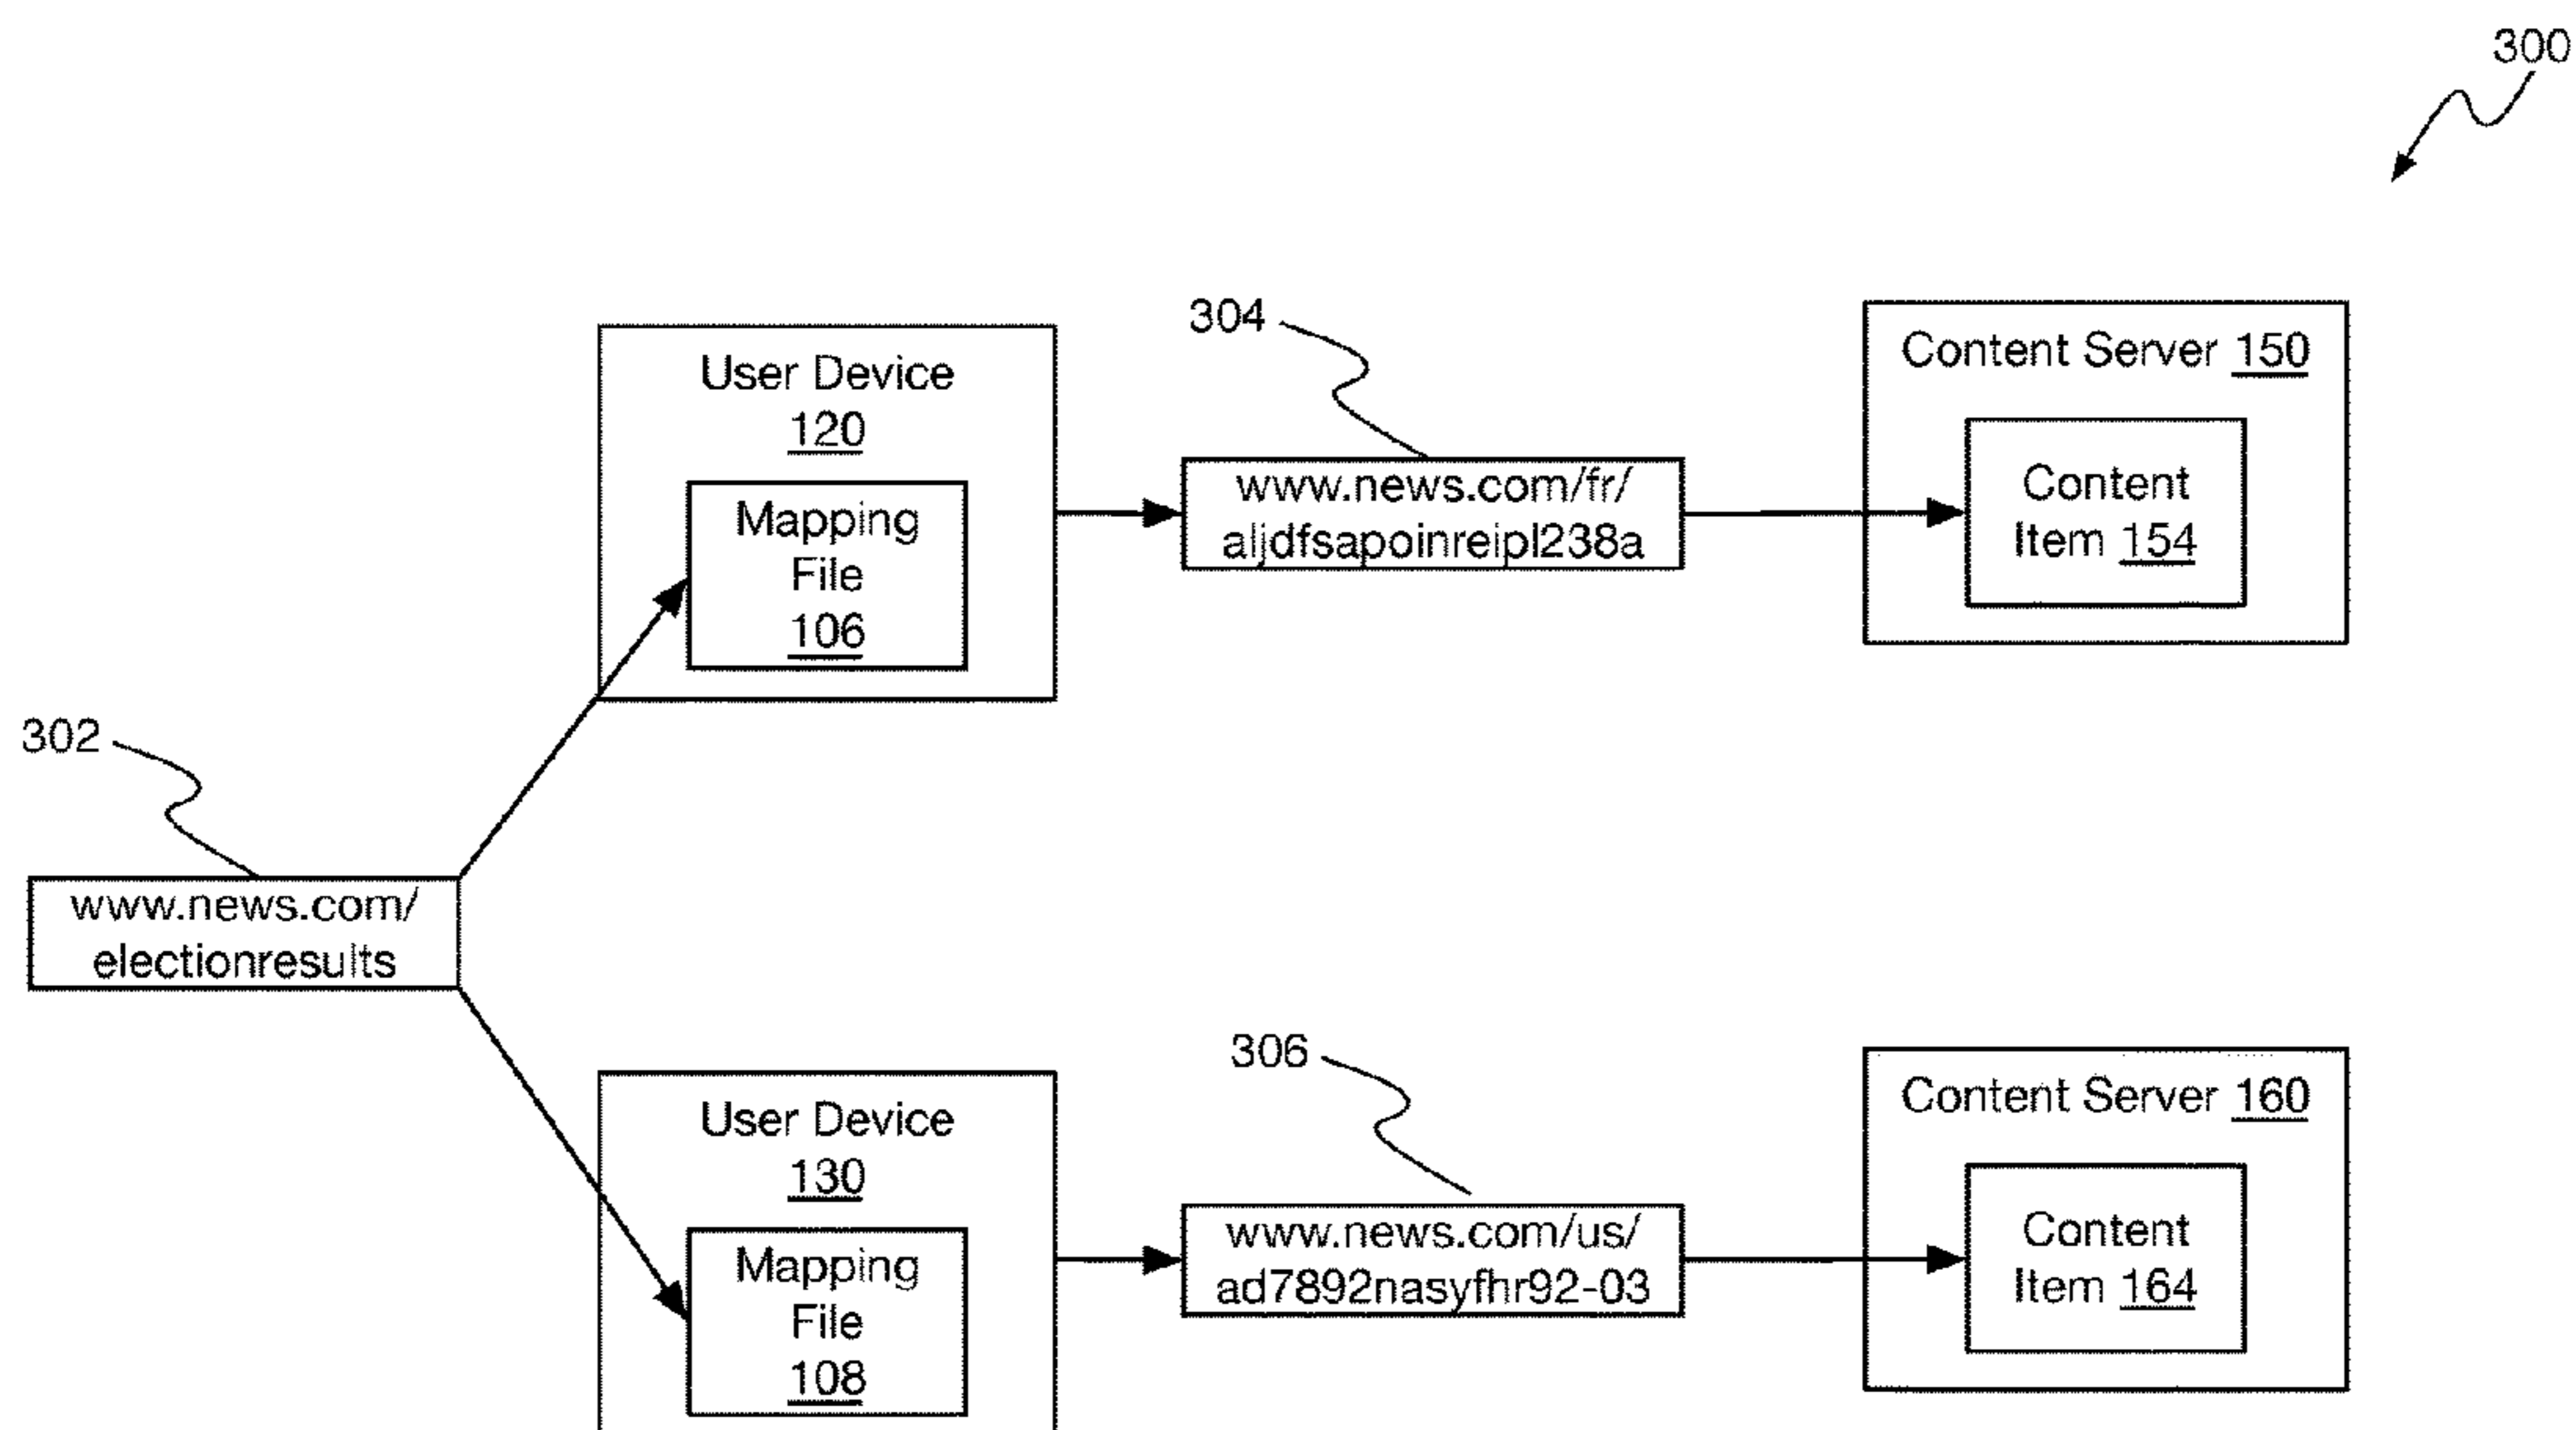 300
304
User Device
120
Mapping
File
106
www.news.com/fr/
aljdfsapoinreipl238a
Content Server 150
Content
Item 154
302
www.news.com/
electionresults
306
User Device
130
Mapping
File
108
www.news.com/us/
ad7892nasyfhr92-03
Content Server 160
Content
Item 164